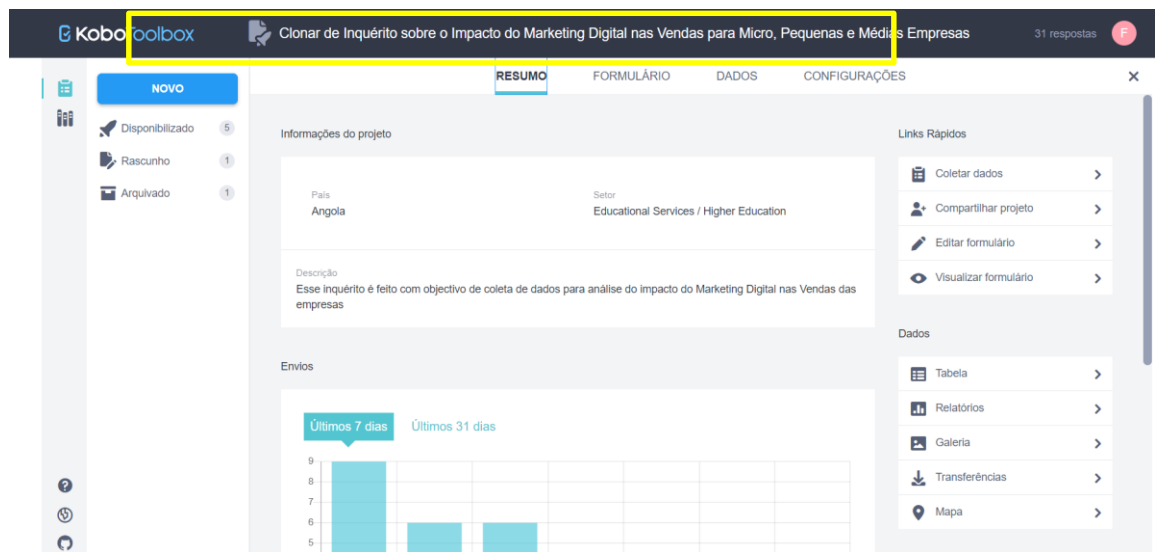 KoboToolbox
Clonar de Inquérito sobre o Impacto do Marketing Digital nas Vendas para Micro, Pequenas e Médias Empresas
31 respostas
F
NOVO
Disponibilizado 5
Rascunho 1
Arquivado 1
RESUMO FORMULÁRIO DADOS CONFIGURAÇÕES
Informações do projeto
País
Angola
Setor
Educational Services / Higher Education
Descrição
Esse inquérito é feito com objectivo de coleta de dados para análise do impacto do Marketing Digital nas Vendas das
empresas
Envios
Últimos 7 dias Últimos 31 dias
9
8
7
6
5
Links Rápidos
Coletar dados
Compartilhar projeto
Editar formulário
Visualizar formulário
Dados
Tabela
Relatórios
Galeria
Transferências
Mapa